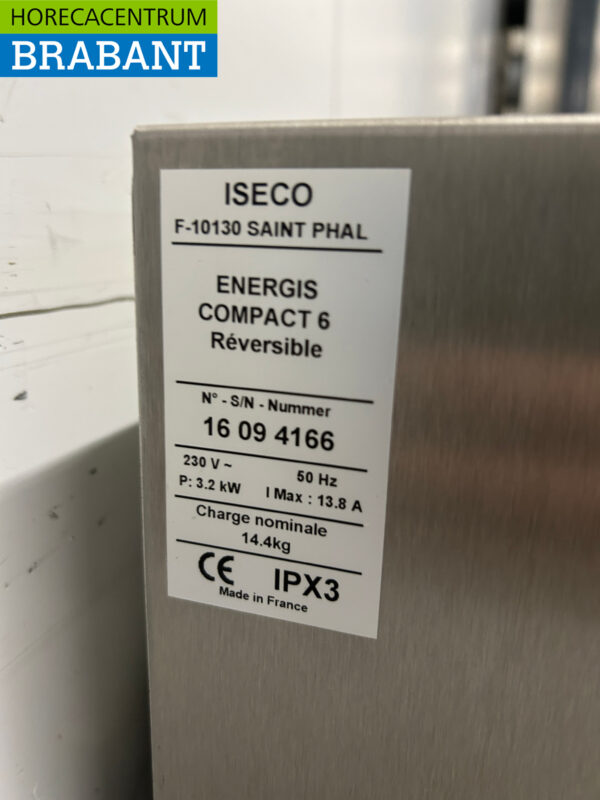 HORECACENTRUM
BRABANT
ISECO
F-10130 SAINT PHAL
ENERGIS
COMPACT 6
Réversible
N° - S/N - Nummer
16 09 4166
230 V ~ 50 Hz
P: 3.2 kW I Max : 13.8 A
Charge nominale
14.4kg
CE IPX3
Made in France